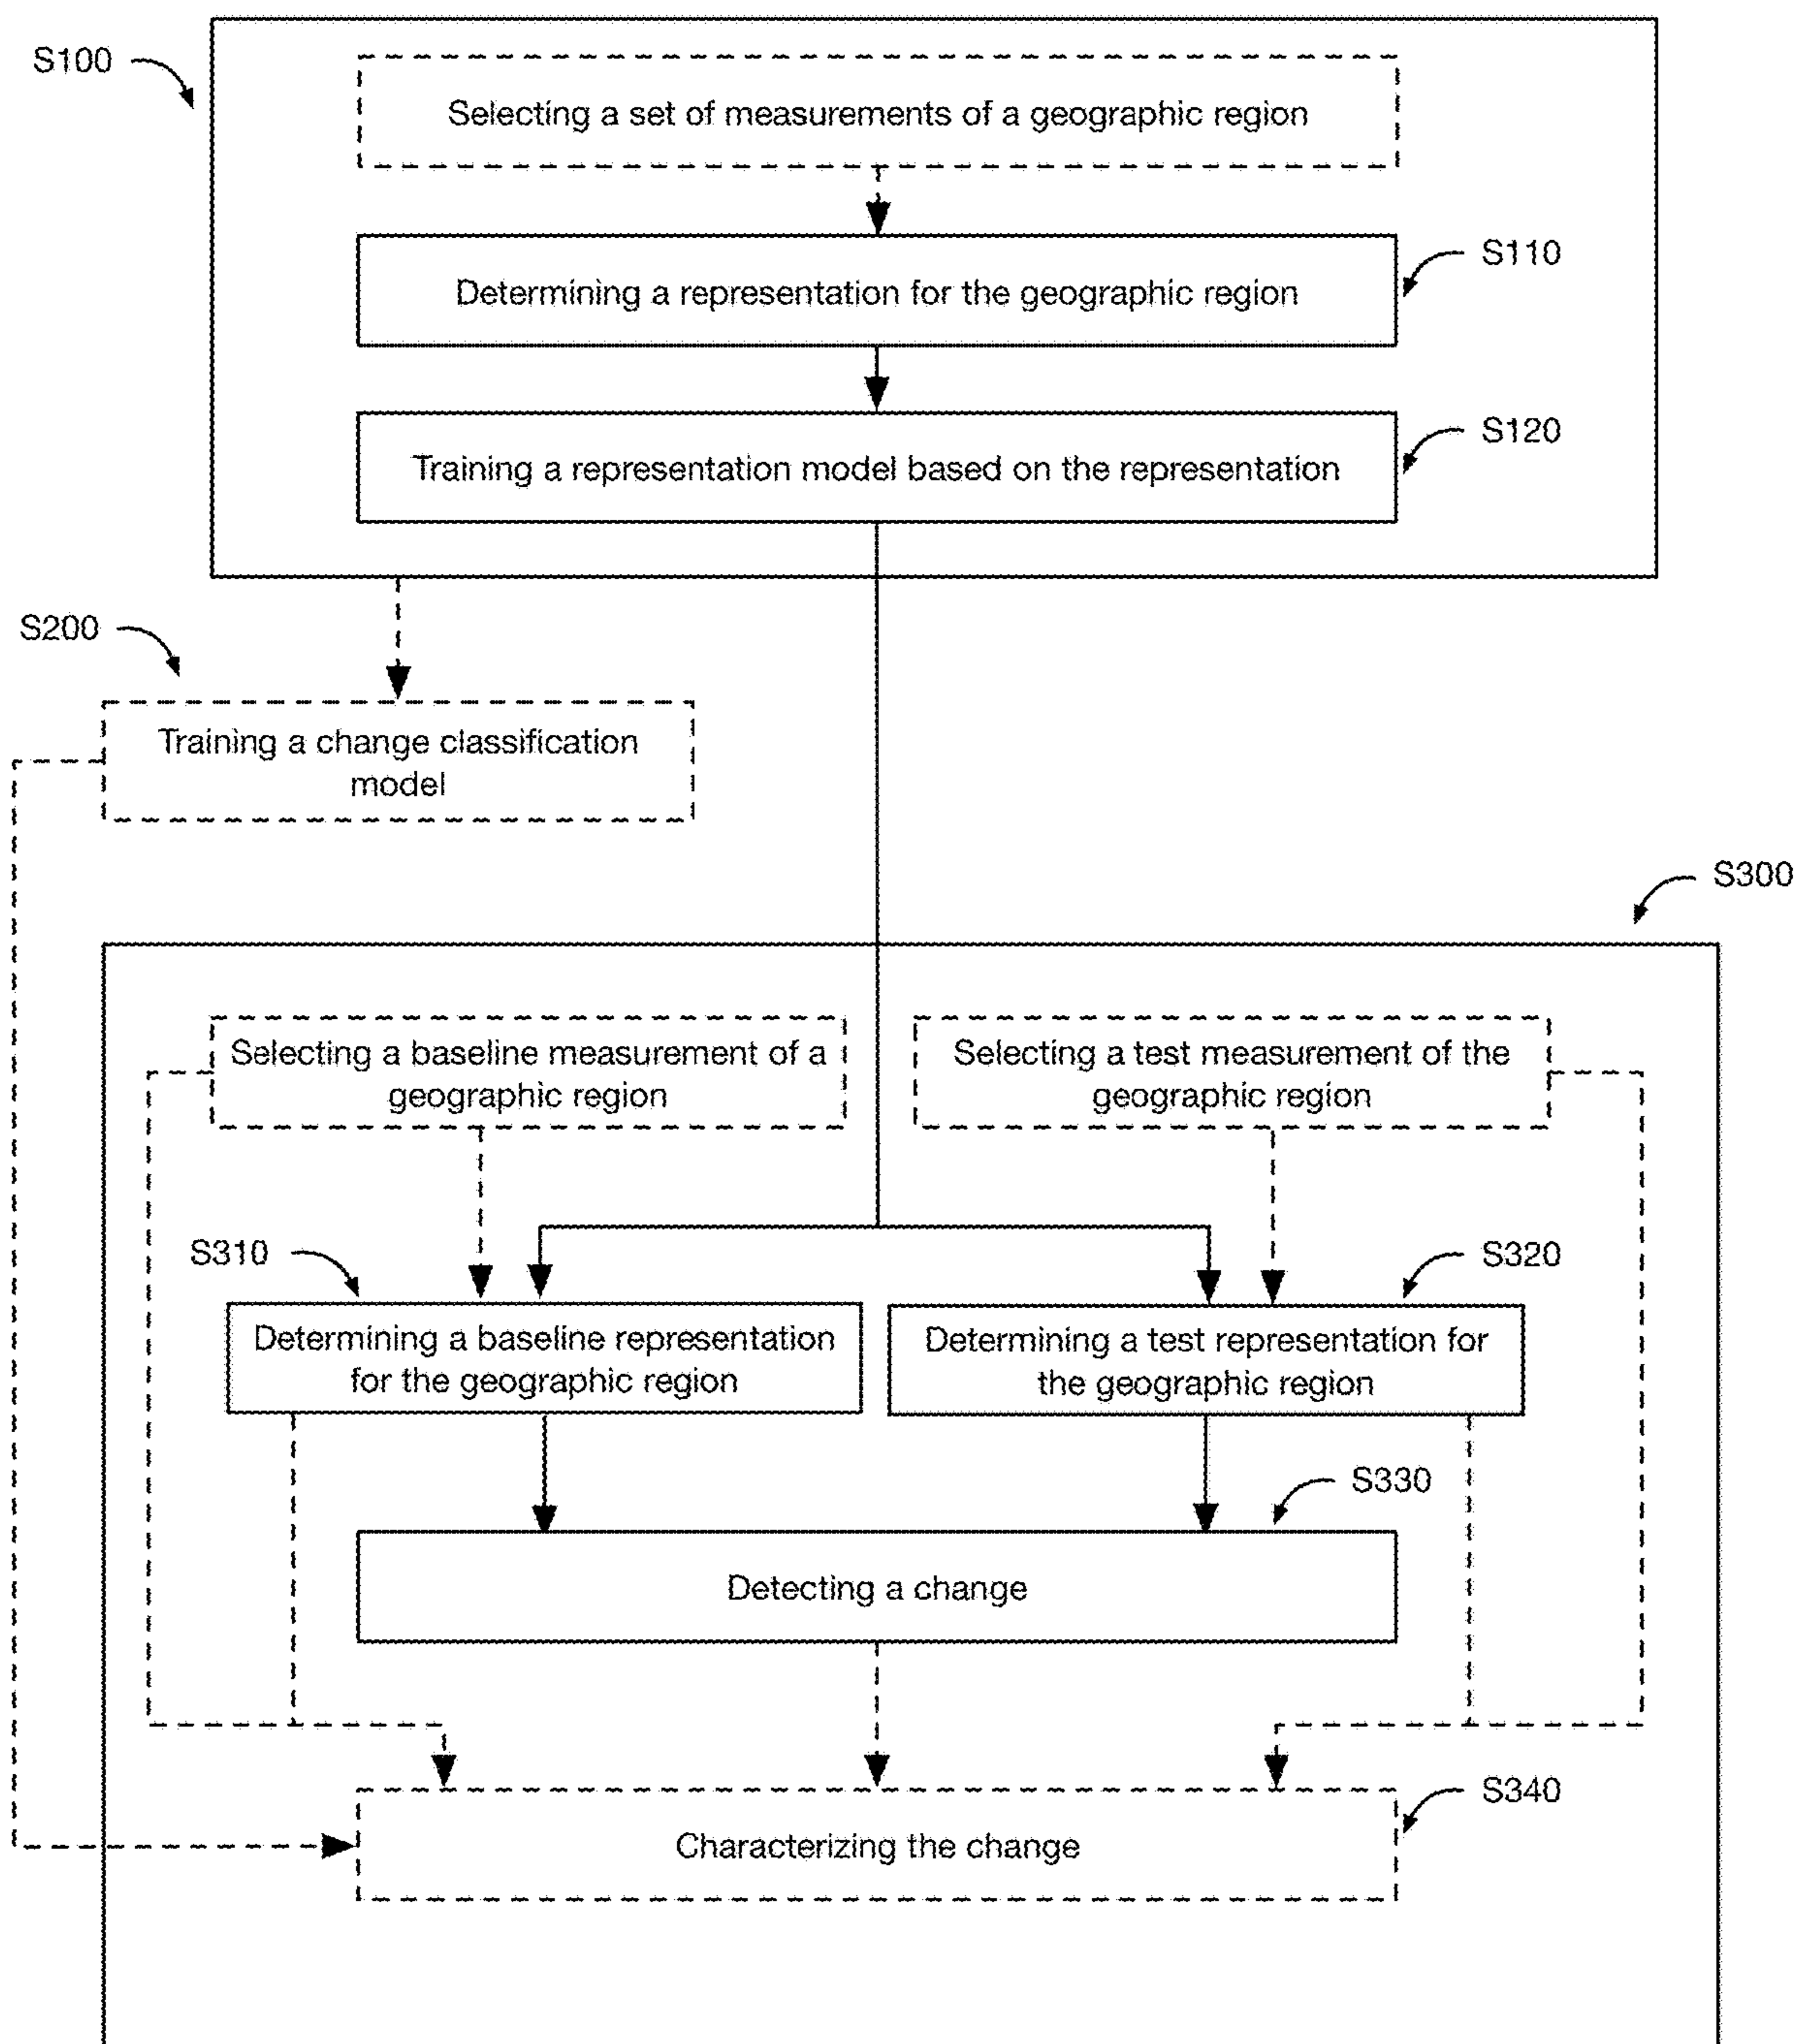 S100
Selecting a set of measurements of a geographic region
S110
Determining a representation for the geographic region
S120
Training a representation model based on the representation
S200
Training a change classification
model
S300
Selecting a baseline measurement of a
geographic region
Selecting a test measurement of the
geographic region
S310
S320
Determining a baseline representation
for the geographic region
Determining a test representation for
the geographic region
S330
Detecting a change
S340
Characterizing the change